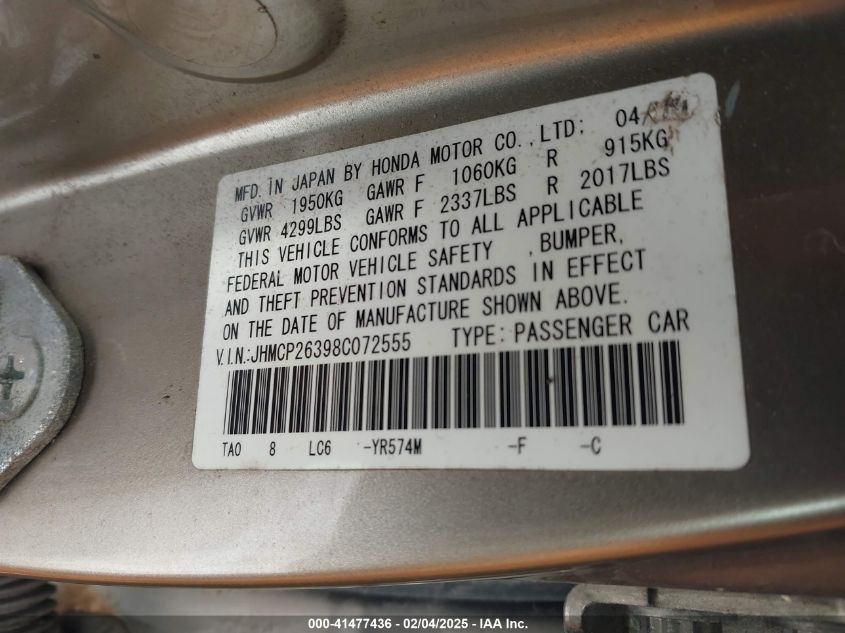 MFD. IN JAPAN BY HONDA MOTOR CO., LTD; 04
GVWR 1950KG GAWR F 1060KG R 915KG
GVWR 4299LBS GAWR F 2337LBS R 2017LBS
THIS VEHICLE CONFORMS TO ALL APPLICABLE
FEDERAL MOTOR VEHICLE SAFETY ,BUMPER,
AND THEFT PREVENTION STANDARDS IN EFFECT
ON THE DATE OF MANUFACTURE SHOWN ABOVE.
V.I.N.:JHMCP26398C072555 TYPE: PASSENGER CAR
TA0 8 LC6 -YR574M -F -C
000-41477436 - 02/04/2025 - IAA Inc.